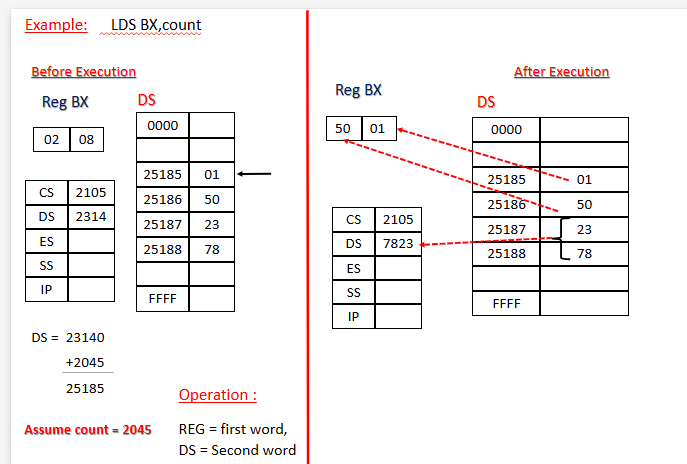 Example: LDS BX,count
Before Execution
Reg BX DS
02 08
0000
25185 01
25186 50
25187 23
25188 78
FFFF
CS 2105
DS 2314
ES
SS
IP
DS = 23140
+2045
25185
Assume count = 2045
Operation :
REG = first word,
DS = Second word
After Execution
Reg BX DS
50 01
0000
25185 01
25186 50
25187 23
25188 78
FFFF
CS 2105
DS 7823
ES
SS
IP